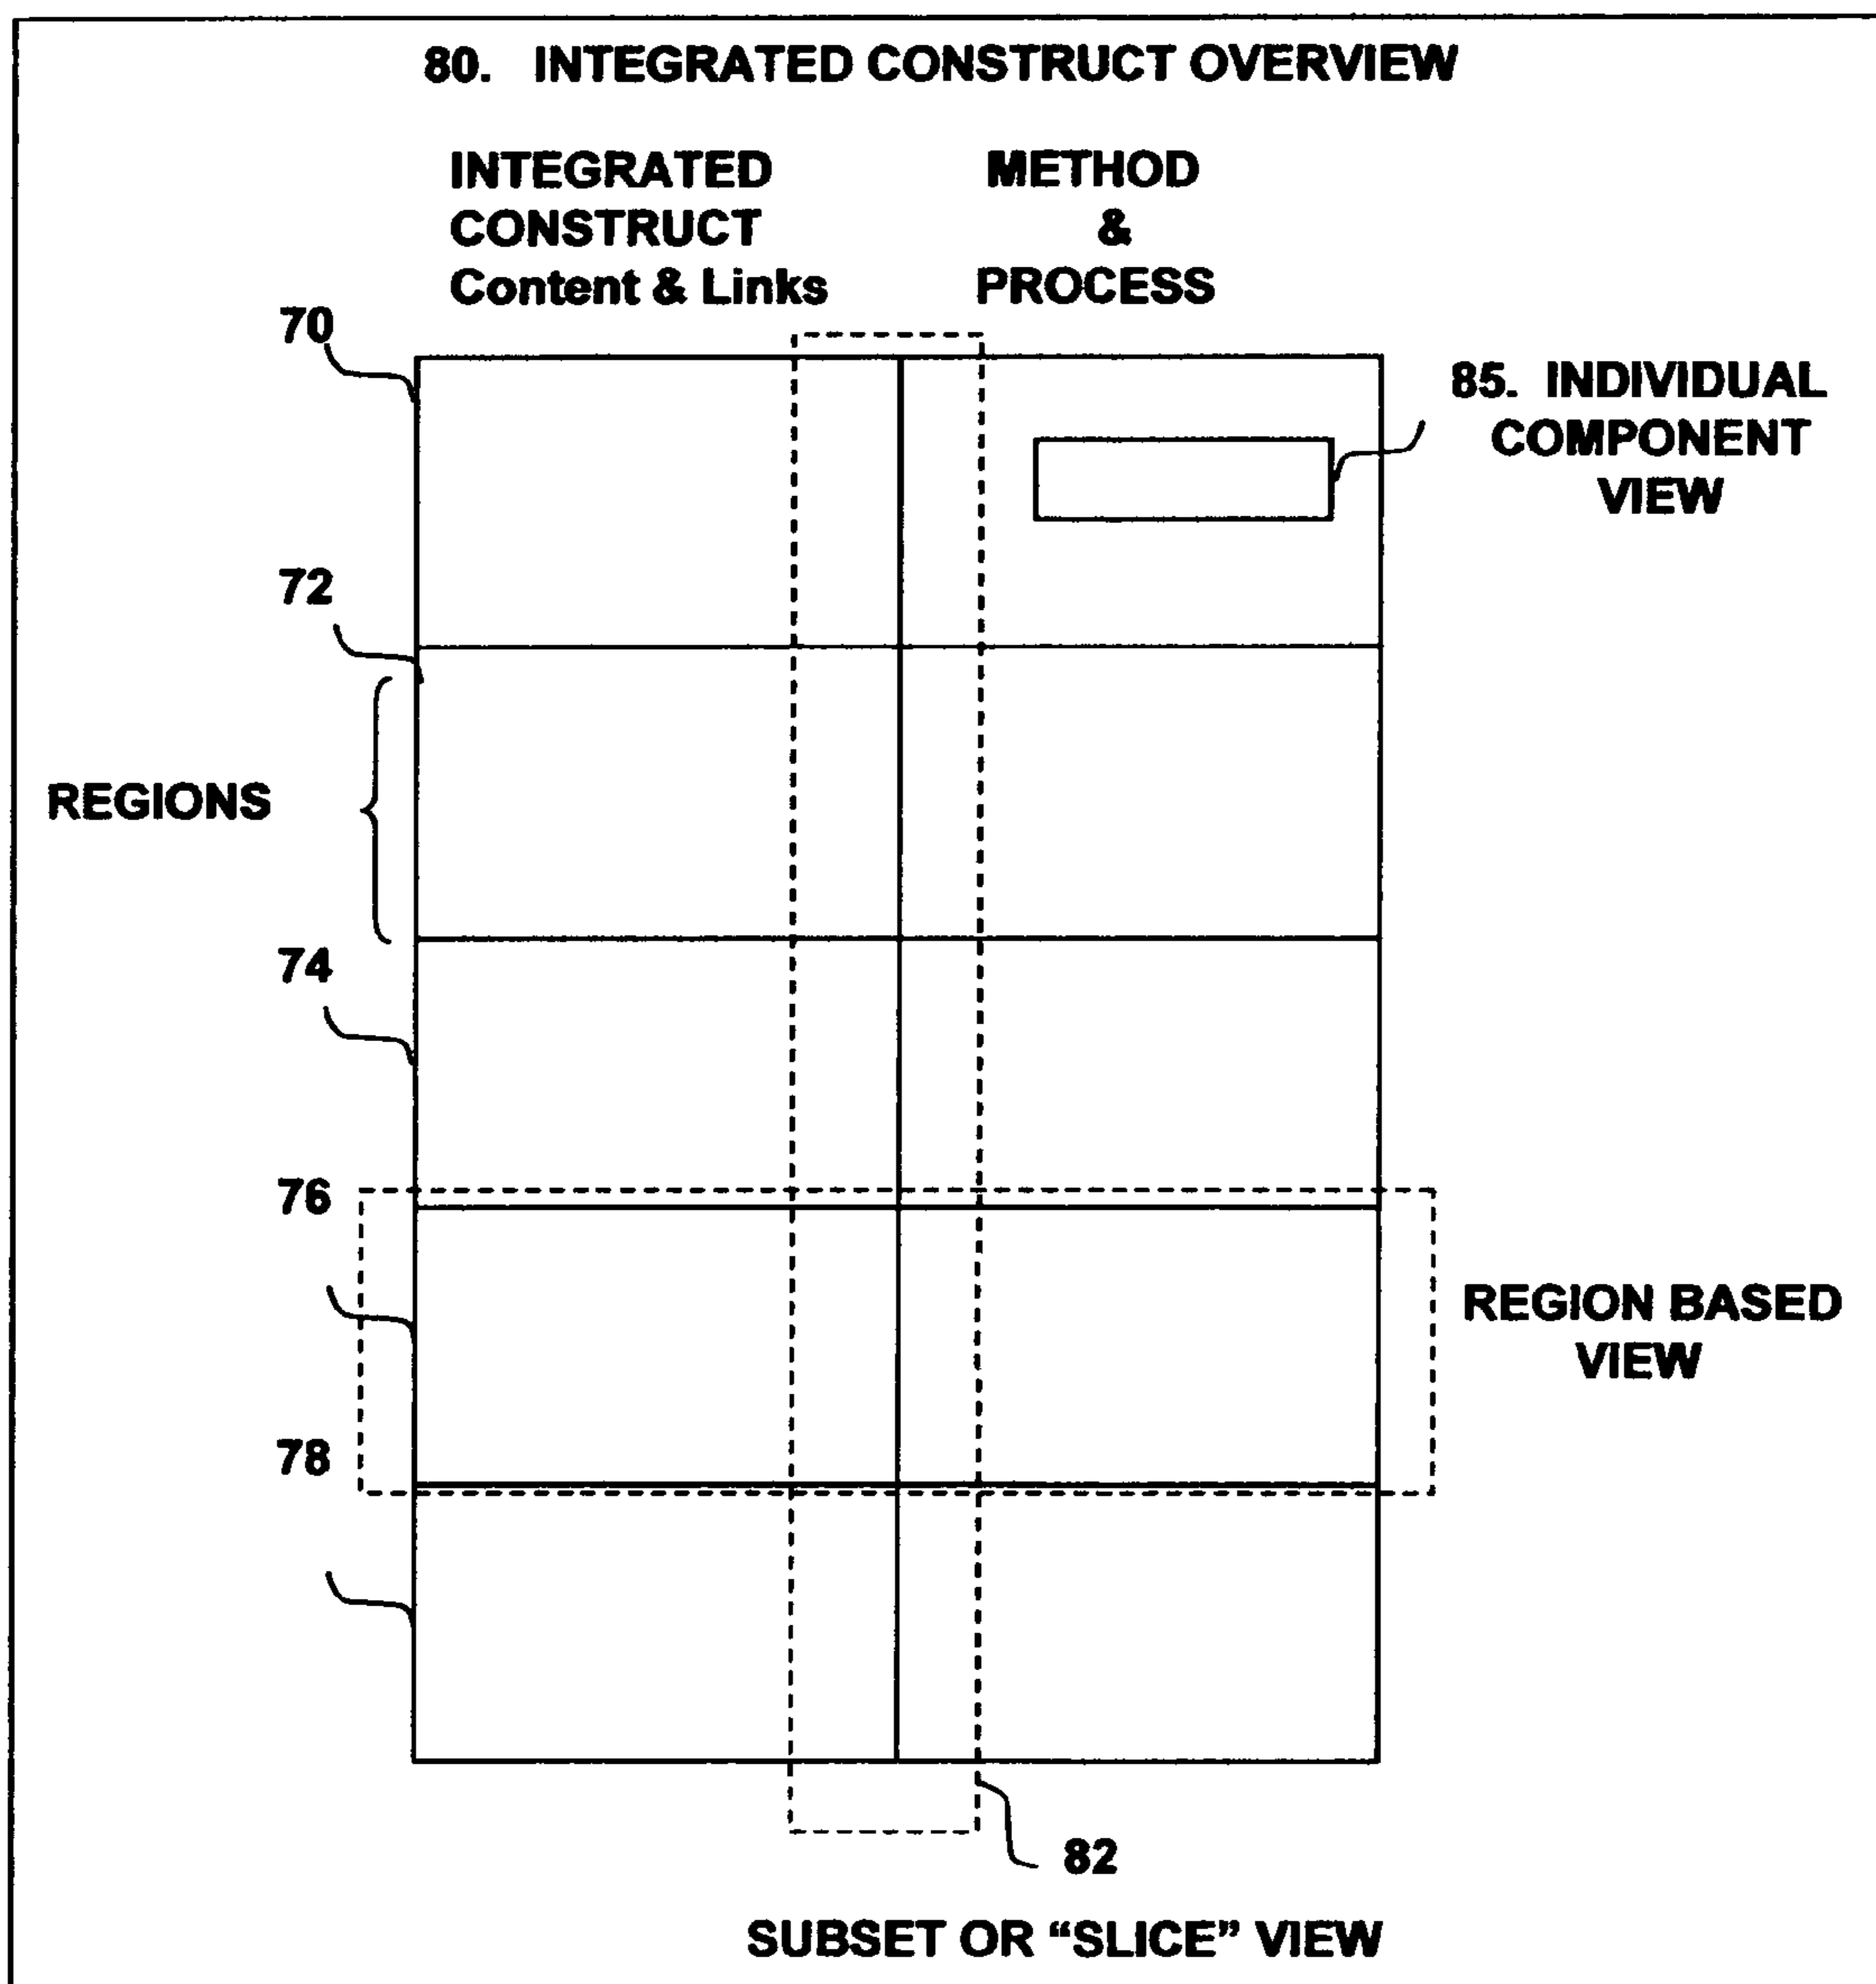 80. INTEGRATED CONSTRUCT OVERVIEW
INTEGRATED
CONSTRUCT
Content & Links
METHOD
&
PROCESS
70
85. INDIVIDUAL
COMPONENT
VIEW
72
REGIONS
74
76
REGION BASED
VIEW
78
82
SUBSET OR “SLICE” VIEW